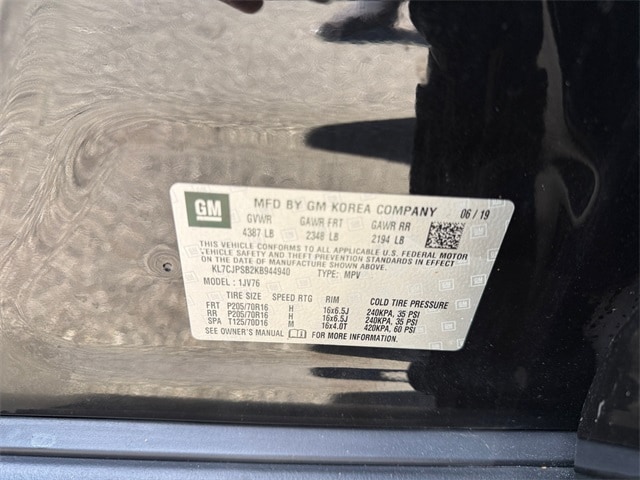 GM
MFD BY GM KOREA COMPANY 06 / 19
GVWR GAWR FRT GAWR RR
4387 LB 2348 LB 2194 LB
THIS VEHICLE CONFORMS TO ALL APPLICABLE U.S. FEDERAL MOTOR
VEHICLE SAFETY AND THEFT PREVENTION STANDARDS IN EFFECT
ON THE DATE OF MANUFACTURE SHOWN ABOVE.
KL7CJPSB2KB944940 TYPE: MPV
MODEL : 1JV76
TIRE SIZE SPEED RTG RIM COLD TIRE PRESSURE
FRT P205/70R16 H 16x6.5J 240KPA, 35 PSI
RR P205/70R16 H 16x6.5J 240KPA, 35 PSI
SPA T125/70D16 M 16x4.0T 420KPA, 60 PSI
SEE OWNER'S MANUAL i FOR MORE INFORMATION.